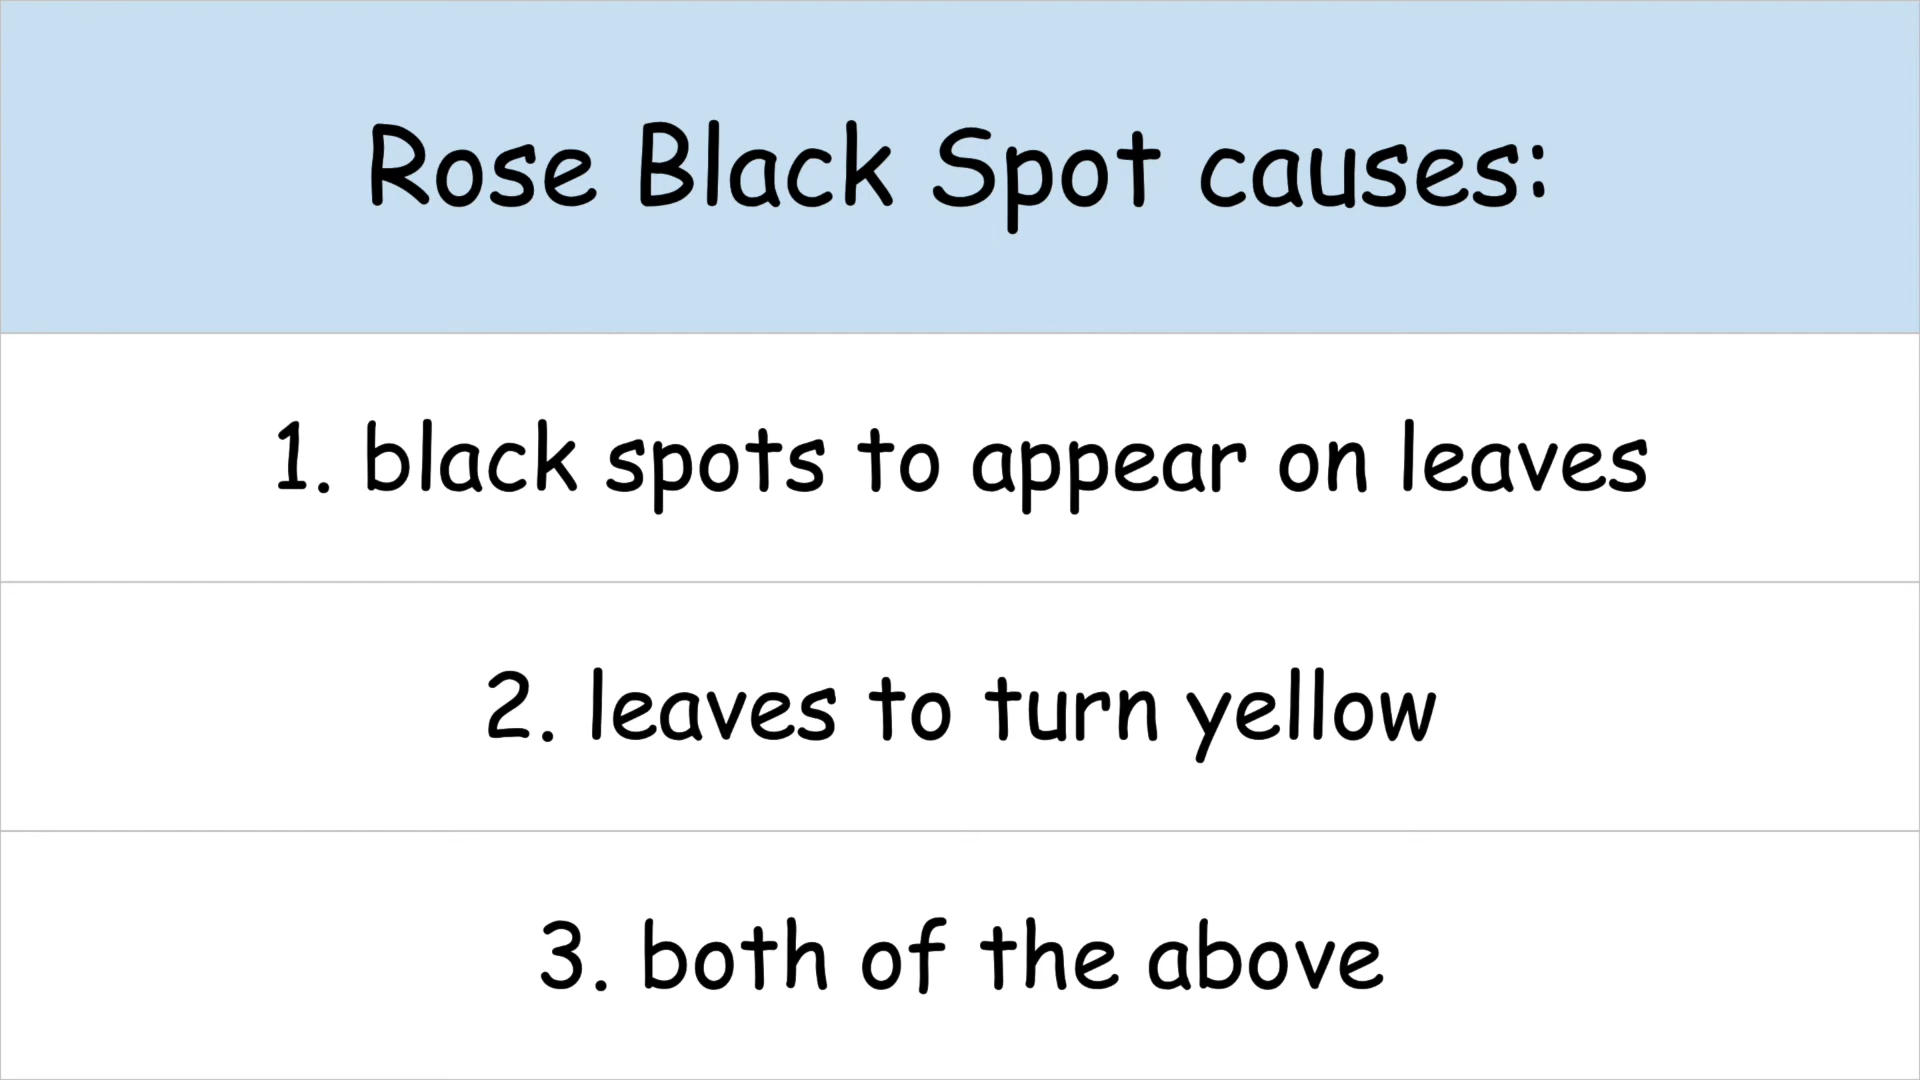 Rose Black Spot causes:
1. black spots to appear on leaves
2. leaves to turn yellow
3. both of the above